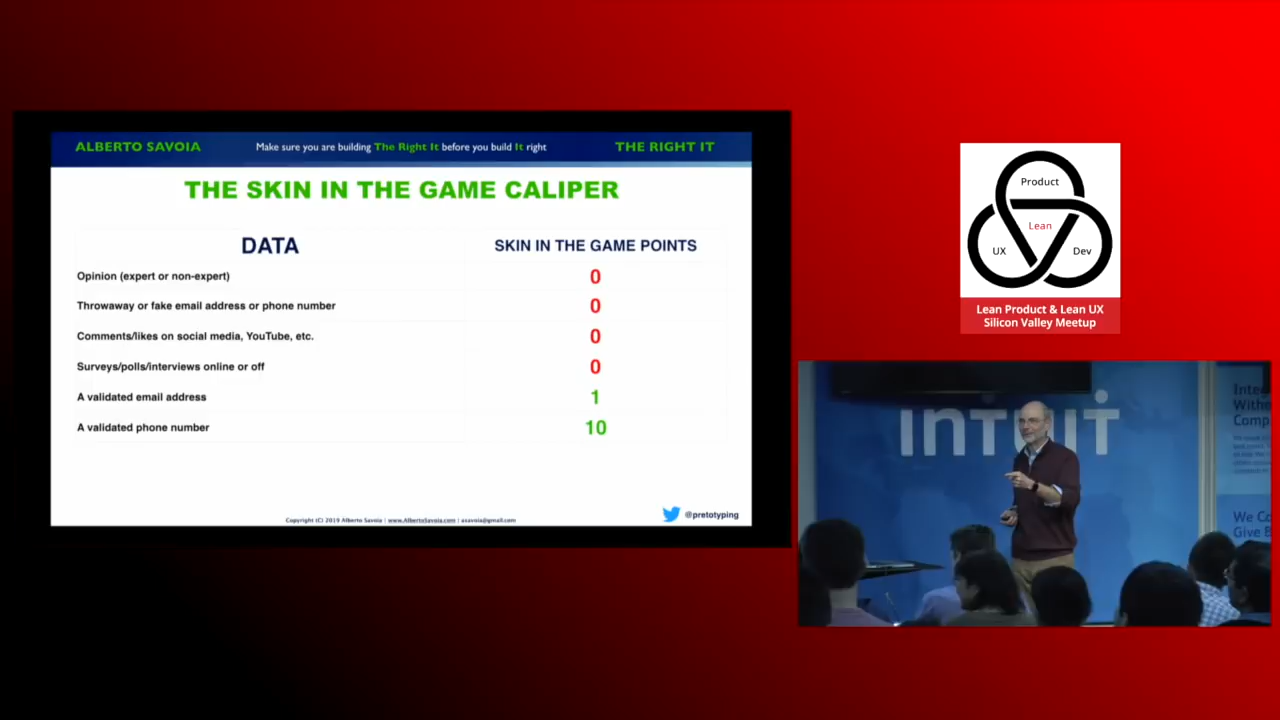 ALBERTO SAVOIA
Make sure you are building The Right It before you build It right
THE RIGHT IT
THE SKIN IN THE GAME CALIPER
DATA
SKIN IN THE GAME POINTS
Opinion (expert or non-expert)
0
Throwaway or fake email address or phone number
0
Comments/likes on social media, YouTube, etc.
0
Surveys/polls/interviews online or off
0
A validated email address
1
A validated phone number
10
Copyright (C) 2019 Alberto Savoia | www.AlbertoSavoia.com | asavoia@gmail.com
@pretotyping
Product
Lean
UX
Dev
Lean Product & Lean UX
Silicon Valley Meetup
intuit
We Co
Give B